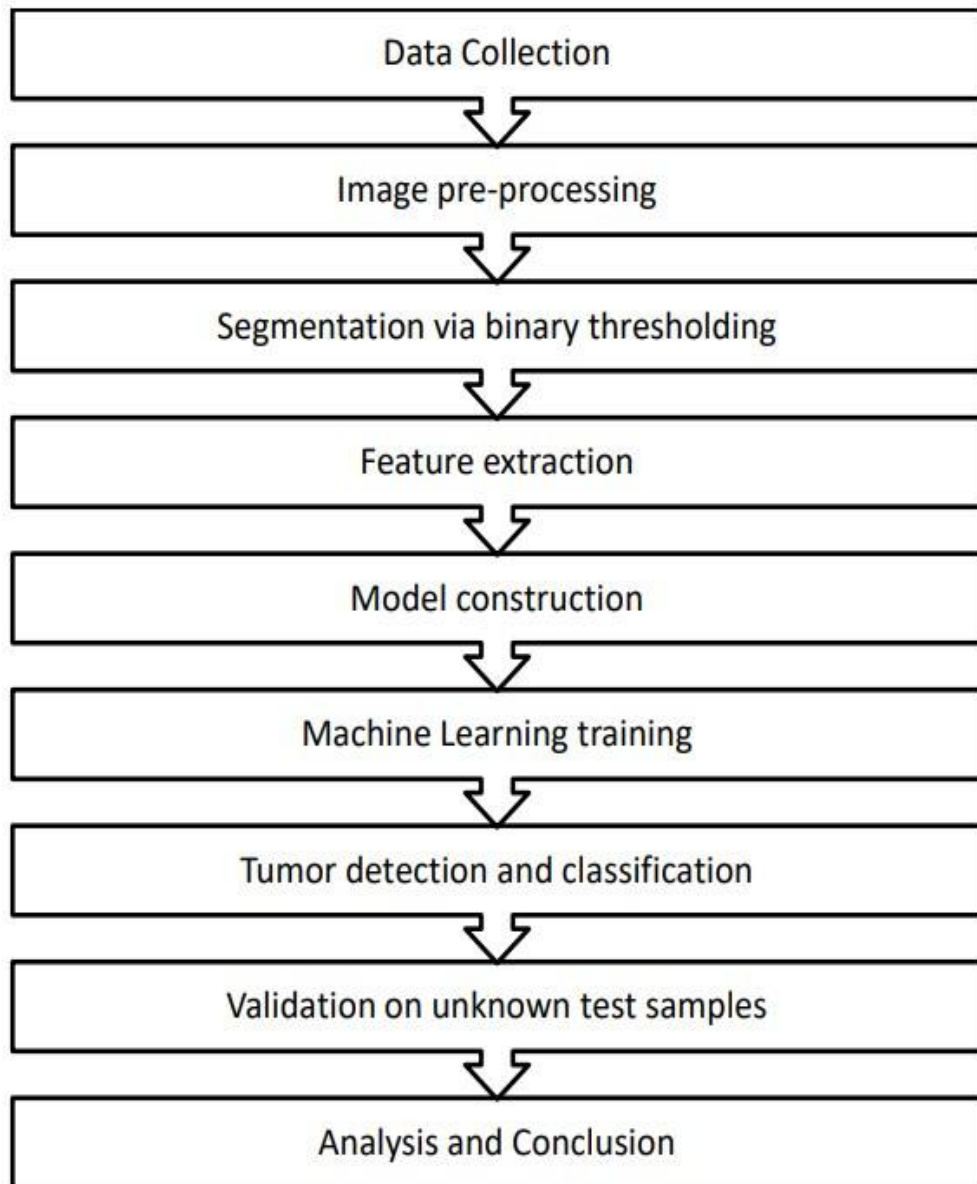 Data Collection
Image pre-processing
Segmentation via binary thresholding
Feature extraction
Model construction
Machine Learning training
Tumor detection and classification
Validation on unknown test samples
Analysis and Conclusion